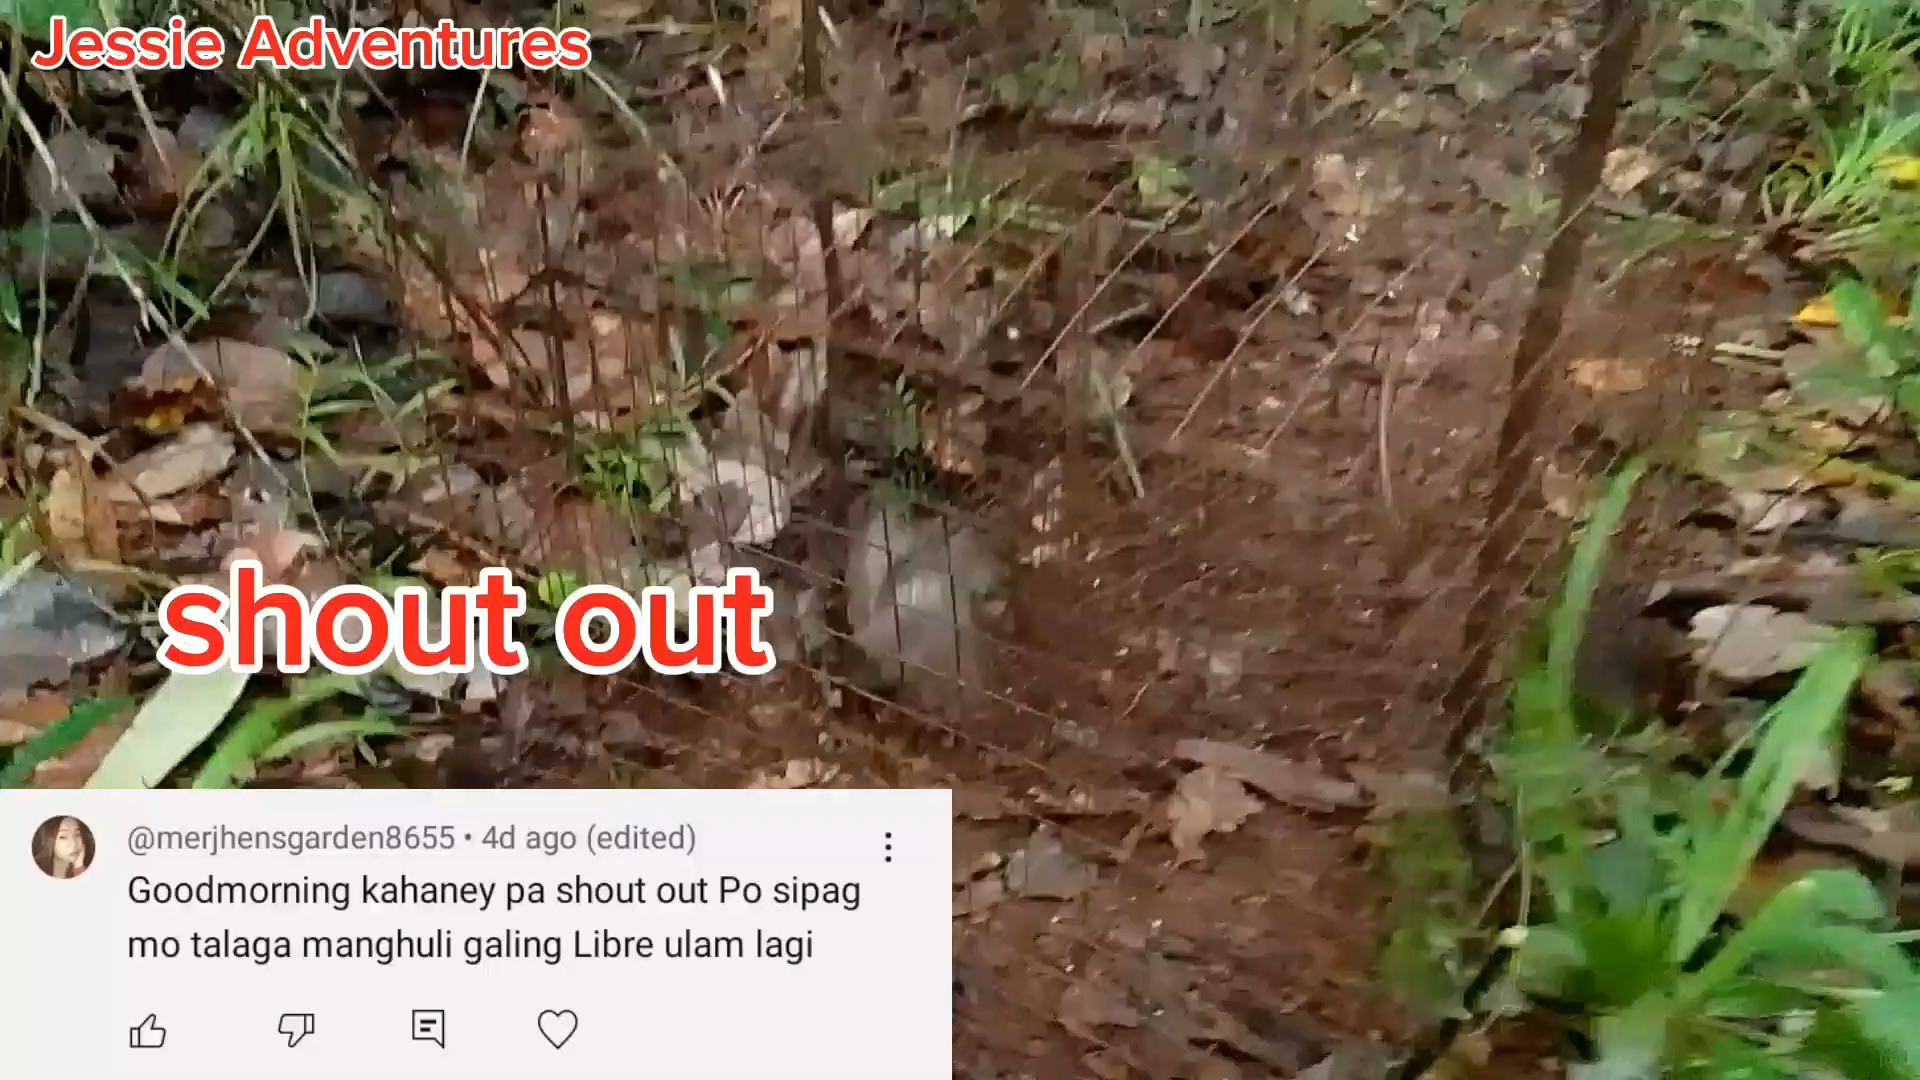 Jessie Adventures
shout out
@merjhensgarden8655 • 4d ago (edited)
Goodmorning kahaney pa shout out Po sipag
mo talaga manghuli galing Libre ulam lagi